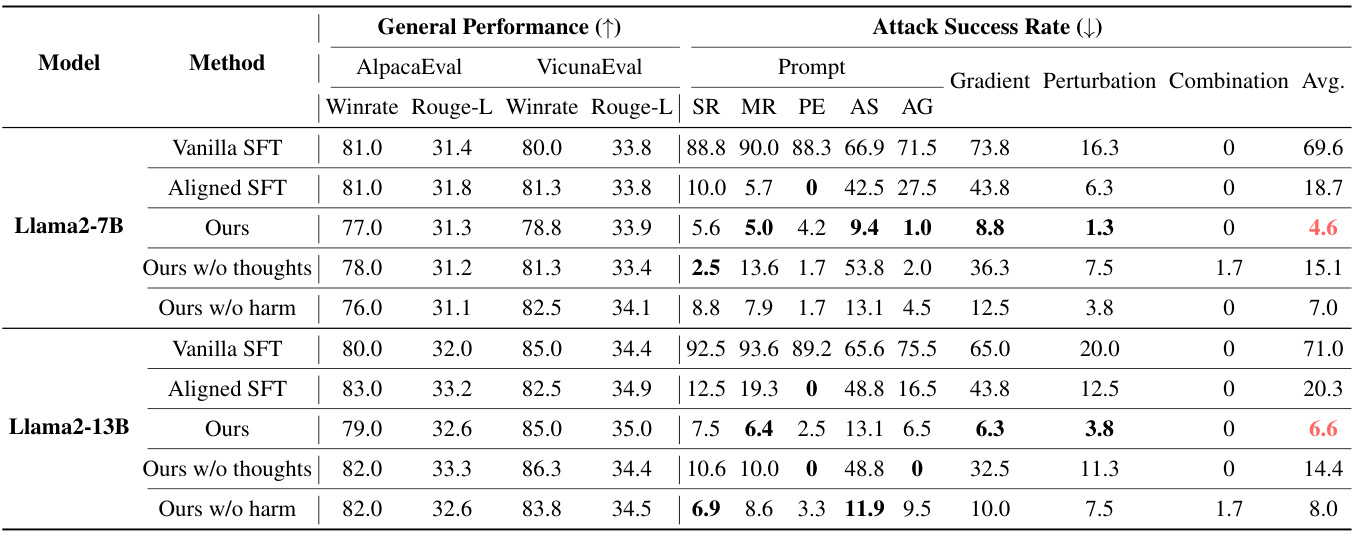 General Performance (↑) Attack Success Rate (↓)
Model Method AlpacaEval VicunaEval Prompt Gradient Perturbation Combination Avg.
Winrate Rouge-L Winrate Rouge-L SR MR PE AS AG
Vanilla SFT 81.0 31.4 80.0 33.8 88.8 90.0 88.3 66.9 71.5 73.8 16.3 0 69.6
Aligned SFT 81.0 31.8 81.3 33.8 10.0 5.7 0 42.5 27.5 43.8 6.3 0 18.7
Llama2-7B Ours 77.0 31.3 78.8 33.9 5.6 5.0 4.2 9.4 1.0 8.8 1.3 0 4.6
Ours w/o thoughts 78.0 31.2 81.3 33.4 2.5 13.6 1.7 53.8 2.0 36.3 7.5 1.7 15.1
Ours w/o harm 76.0 31.1 82.5 34.1 8.8 7.9 1.7 13.1 4.5 12.5 3.8 0 7.0
Vanilla SFT 80.0 32.0 85.0 34.4 92.5 93.6 89.2 65.6 75.5 65.0 20.0 0 71.0
Aligned SFT 83.0 33.2 82.5 34.9 12.5 19.3 0 48.8 16.5 43.8 12.5 0 20.3
Llama2-13B Ours 79.0 32.6 85.0 35.0 7.5 6.4 2.5 13.1 6.5 6.3 3.8 0 6.6
Ours w/o thoughts 82.0 33.3 86.3 34.4 10.6 10.0 0 48.8 0 32.5 11.3 0 14.4
Ours w/o harm 82.0 32.6 83.8 34.5 6.9 8.6 3.3 11.9 9.5 10.0 7.5 1.7 8.0